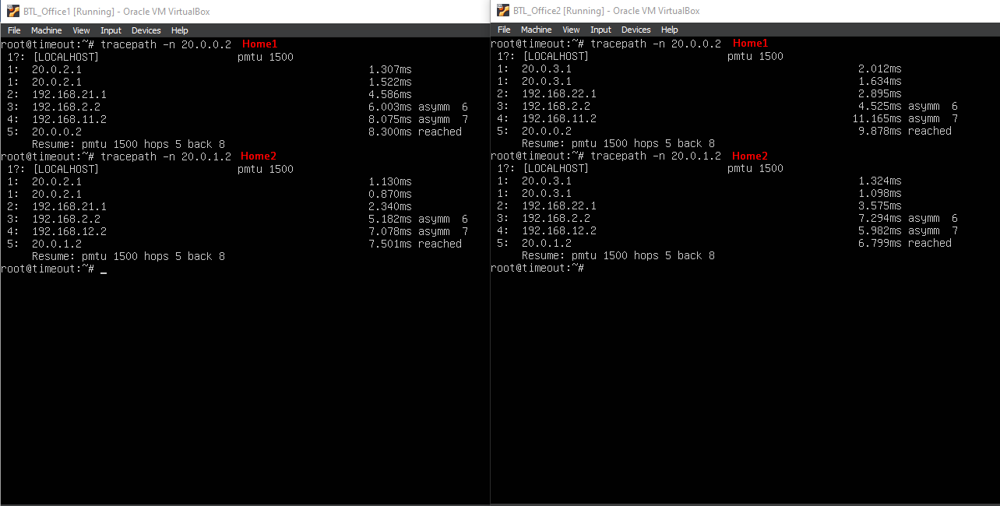 BTL_Office1 [Running] - Oracle VM VirtualBox
File Machine View Input Devices Help
root@timeout:~# tracepath -n 20.0.0.2 Home1
1?: [LOCALHOST] pmtu 1500
1: 20.0.2.1 1.307ms
1: 20.0.2.1 1.522ms
2: 192.168.21.1 4.586ms
3: 192.168.2.2 6.003ms asymm 6
4: 192.168.11.2 8.075ms asymm 7
5: 20.0.0.2 8.300ms reached
Resume: pmtu 1500 hops 5 back 8
root@timeout:~# tracepath -n 20.0.1.2 Home2
1?: [LOCALHOST] pmtu 1500
1: 20.0.2.1 1.130ms
1: 20.0.2.1 0.870ms
2: 192.168.21.1 2.340ms
3: 192.168.2.2 5.182ms asymm 6
4: 192.168.12.2 7.078ms asymm 7
5: 20.0.1.2 7.501ms reached
Resume: pmtu 1500 hops 5 back 8
root@timeout:~# _
BTL_Office2 [Running] - Oracle VM VirtualBox
File Machine View Input Devices Help
root@timeout:~# tracepath -n 20.0.0.2 Home1
1?: [LOCALHOST] pmtu 1500
1: 20.0.3.1 2.012ms
1: 20.0.3.1 1.634ms
2: 192.168.22.1 2.895ms
3: 192.168.2.2 4.525ms asymm 6
4: 192.168.11.2 11.165ms asymm 7
5: 20.0.0.2 9.878ms reached
Resume: pmtu 1500 hops 5 back 8
root@timeout:~# tracepath -n 20.0.1.2 Home2
1?: [LOCALHOST] pmtu 1500
1: 20.0.3.1 1.324ms
1: 20.0.3.1 1.098ms
2: 192.168.22.1 3.575ms
3: 192.168.2.2 7.294ms asymm 6
4: 192.168.12.2 5.982ms asymm 7
5: 20.0.1.2 6.799ms reached
Resume: pmtu 1500 hops 5 back 8
root@timeout:~#